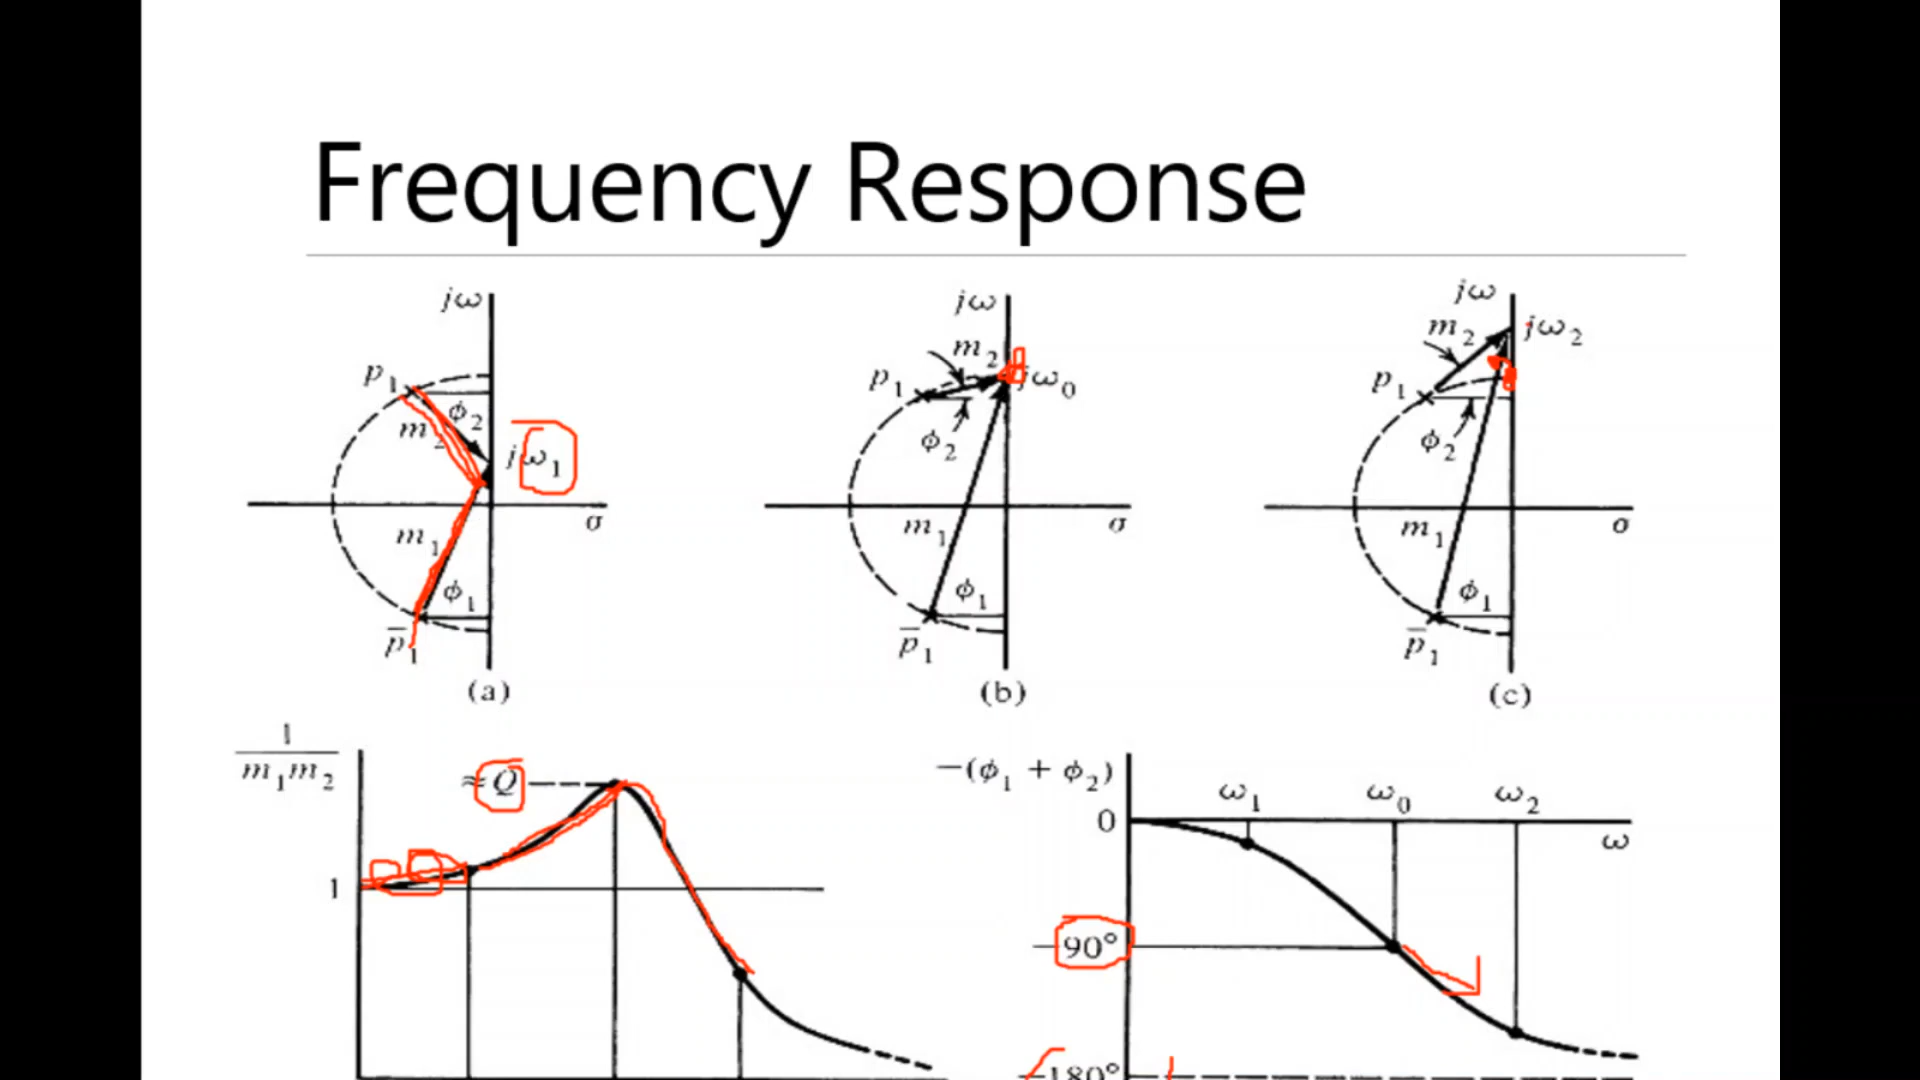 Frequency Response
jω
p₁
ϕ₂
m₂
jω₁
σ
m₁
ϕ₁
p̅₁
(a)
jω
m₂
p₁
jω₀
ϕ₂
σ
m₁
ϕ₁
p̅₁
(b)
jω
m₂
jω₂
p₁
ϕ₂
σ
m₁
ϕ₁
p̅₁
(c)
1
m₁m₂
≈Q
1
−(ϕ₁ + ϕ₂)
ω₁ ω₀ ω₂
0
ω
−90°
−180°